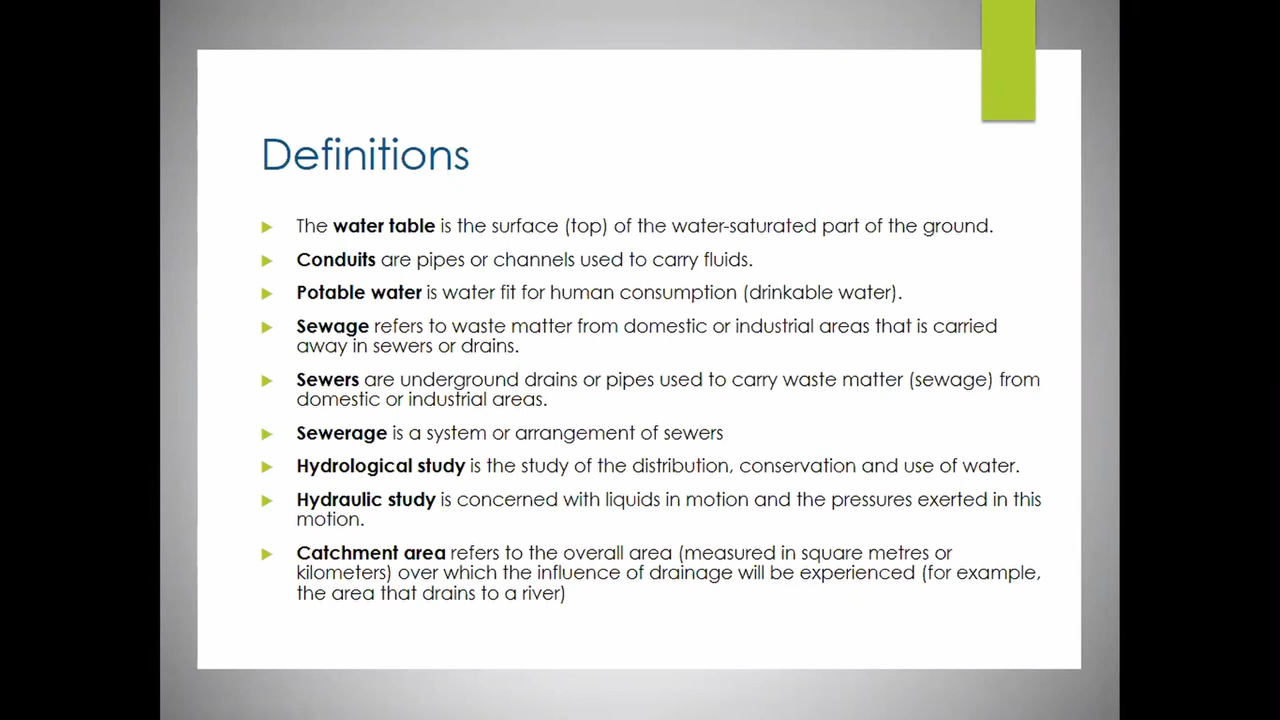 Definitions
The water table is the surface (top) of the water-saturated part of the ground.
Conduits are pipes or channels used to carry fluids.
Potable water is water fit for human consumption (drinkable water).
Sewage refers to waste matter from domestic or industrial areas that is carried
away in sewers or drains.
Sewers are underground drains or pipes used to carry waste matter (sewage) from
domestic or industrial areas.
Sewerage is a system or arrangement of sewers
Hydrological study is the study of the distribution, conservation and use of water.
Hydraulic study is concerned with liquids in motion and the pressures exerted in this
motion.
Catchment area refers to the overall area (measured in square metres or
kilometers) over which the influence of drainage will be experienced (for example,
the area that drains to a river)